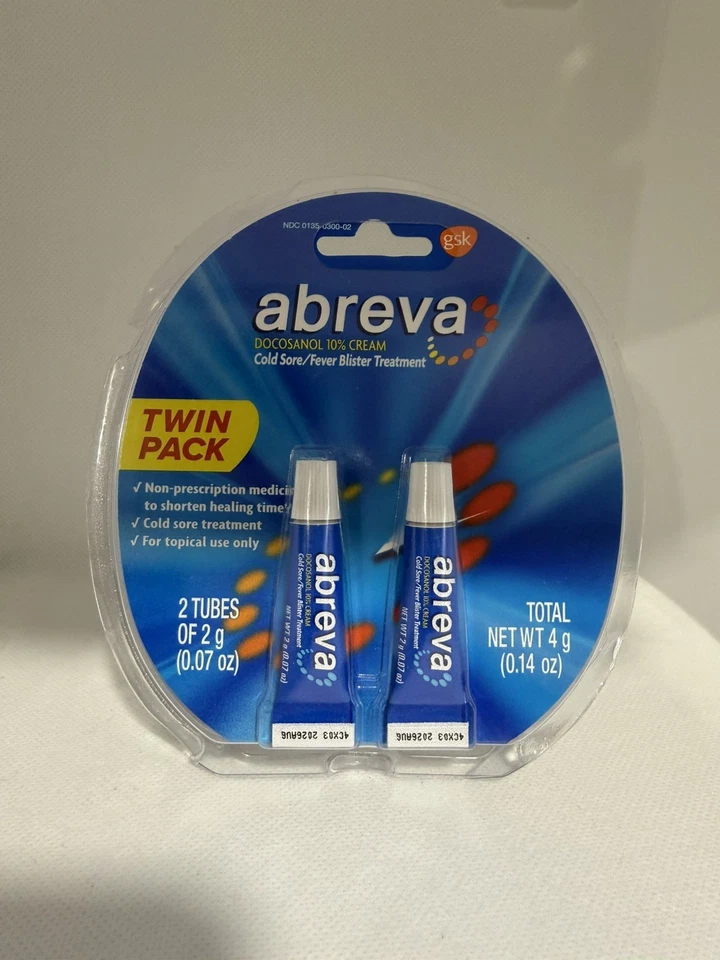 NDC 0135-0300-02
gsk
abreva
DOCOSANOL 10% CREAM
Cold Sore/Fever Blister Treatment
TWIN
PACK
✓ Non-prescription medicin
to shorten healing time
✓ Cold sore treatment
✓ For topical use only
2 TUBES
OF 2 g
(0.07 oz)
TOTAL
NET WT 4 g
(0.14 oz)
abreva
DOCOSANOL 10% CREAM
Cold Sore/Fever Blister Treatment
NET WT 2 g (0.07 oz)
4CX03 2026AUG
abreva
DOCOSANOL 10% CREAM
Cold Sore/Fever Blister Treatment
NET WT 2 g (0.07 oz)
4CX03 2026AUG